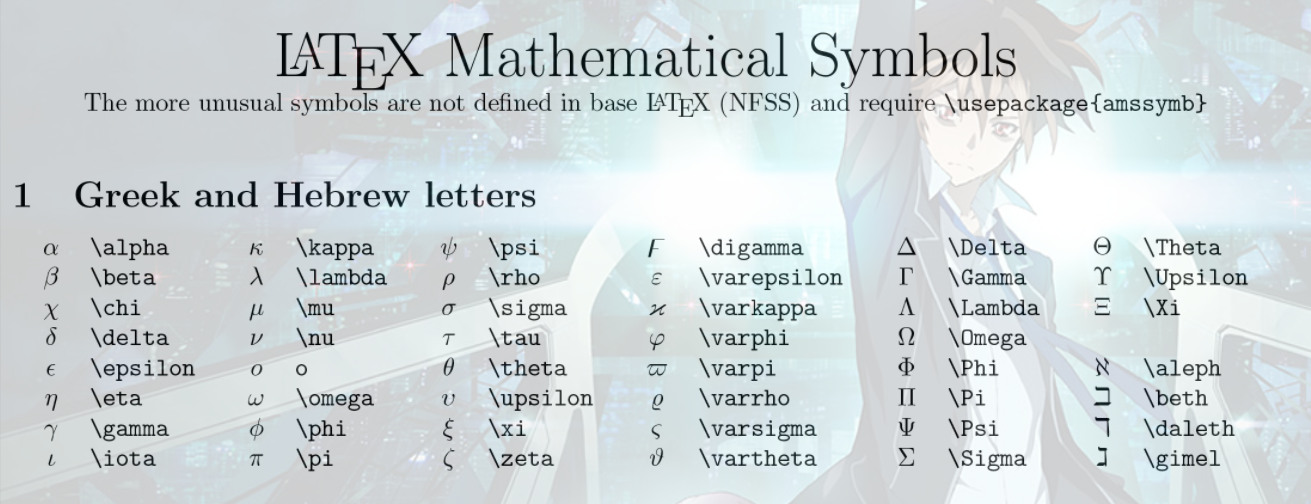 LATEX Mathematical Symbols
The more unusual symbols are not defined in base LATEX (NFSS) and require \usepackage{amssymb}
1 Greek and Hebrew letters
α \alpha κ \kappa ψ \psi ϝ \digamma Δ \Delta Θ \Theta
β \beta λ \lambda ρ \rho ε \varepsilon Γ \Gamma ϒ \Upsilon
χ \chi μ \mu σ \sigma ϰ \varkappa Λ \Lambda Ξ \Xi
δ \delta ν \nu τ \tau φ \varphi Ω \Omega
ϵ \epsilon o o θ \theta ϖ \varpi Φ \Phi ℵ \aleph
η \eta ω \omega υ \upsilon ϱ \varrho Π \Pi ℶ \beth
γ \gamma ϕ \phi ξ \xi ς \varsigma Ψ \Psi ℸ \daleth
ι \iota π \pi ζ \zeta ϑ \vartheta Σ \Sigma ℷ \gimel